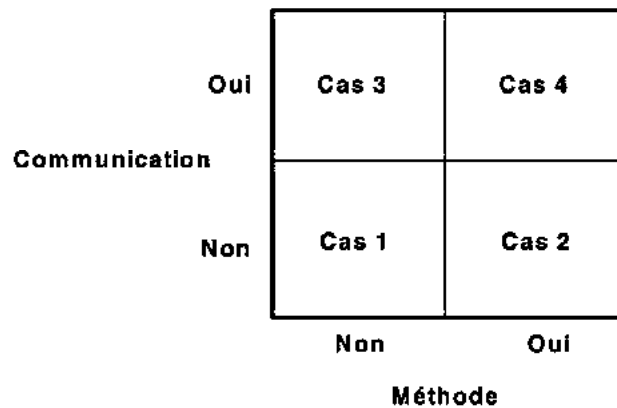 Oui Cas 3 Cas 4
Communication
Non Cas 1 Cas 2
Non Oui
Méthode